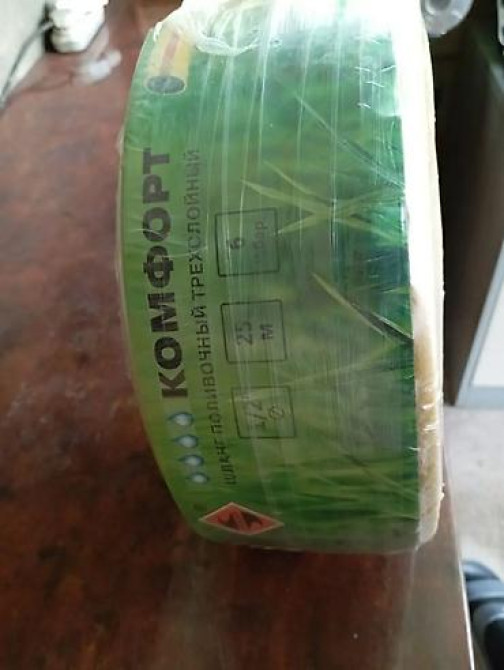 КОМФОРТ
ШЛАНГ ПОЛИВОЧНЫЙ ТРЕХСЛОЙНЫЙ
1/2"
25
М
6
бар